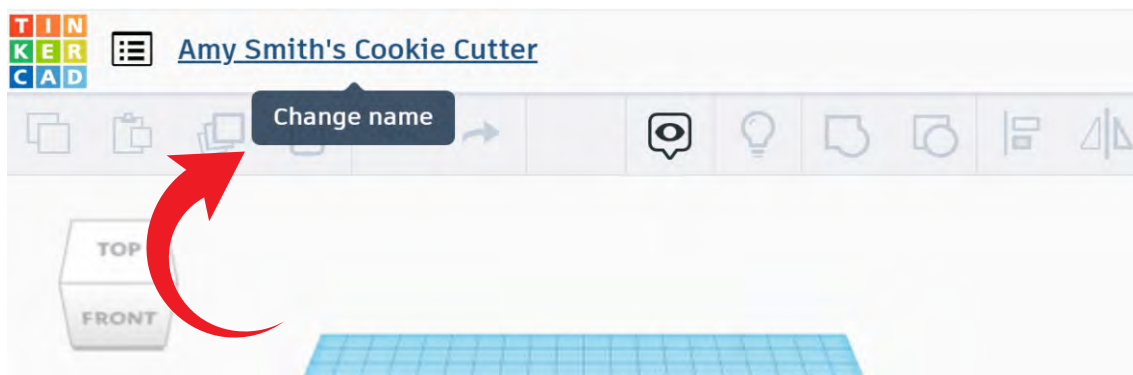 TIN
KER
CAD
Amy Smith's Cookie Cutter
Change name
TOP
FRONT